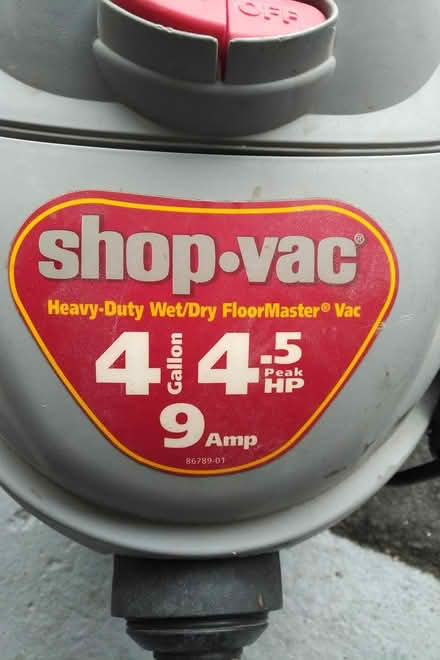 OFF
shop·vac®
Heavy-Duty Wet/Dry FloorMaster® Vac
4 Gallon 4.5 Peak HP
9 Amp
86789-01